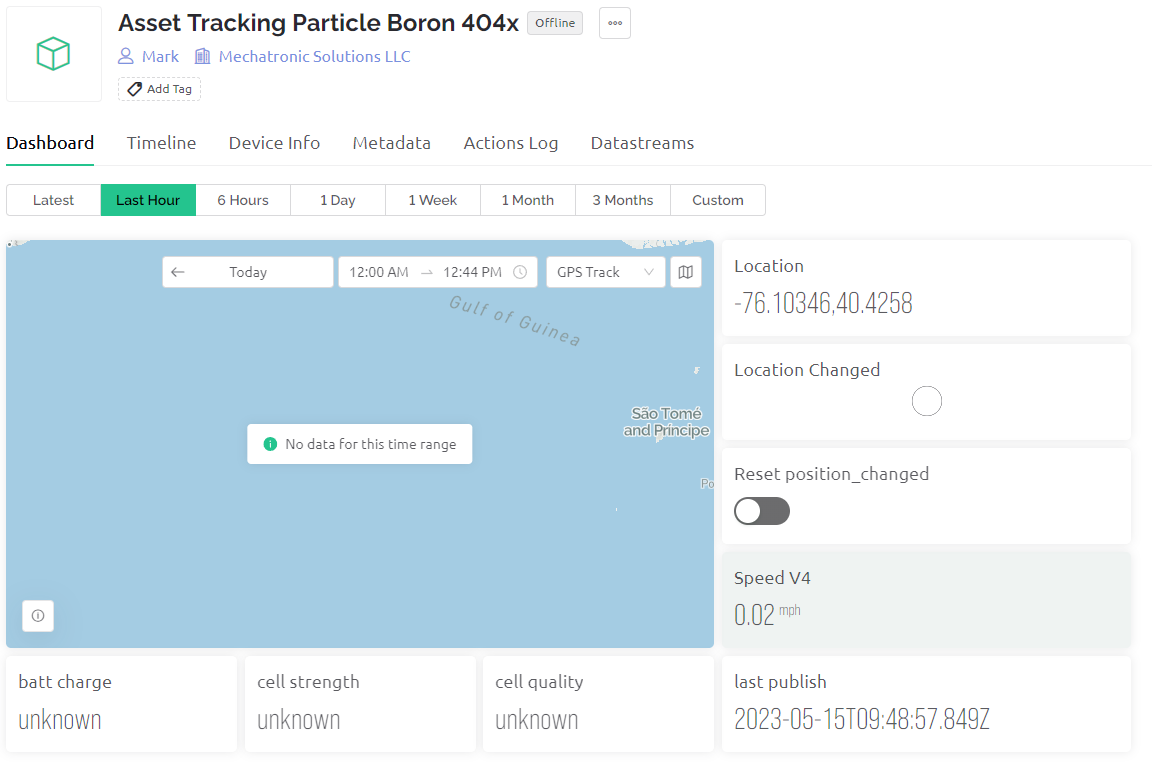 Asset Tracking Particle Boron 404x Offline
Mark Mechatronic Solutions LLC
Add Tag
Dashboard Timeline Device Info Metadata Actions Log Datastreams
Latest Last Hour 6 Hours 1 Day 1 Week 1 Month 3 Months Custom
Today 12:00 AM → 12:44 PM GPS Track
Gulf of Guinea
São Tomé
and Príncipe
Po
No data for this time range
Location
-76.10346,40.4258
Location Changed
Reset position_changed
Speed V4
0.02 mph
batt charge
unknown
cell strength
unknown
cell quality
unknown
last publish
2023-05-15T09:48:57.849Z